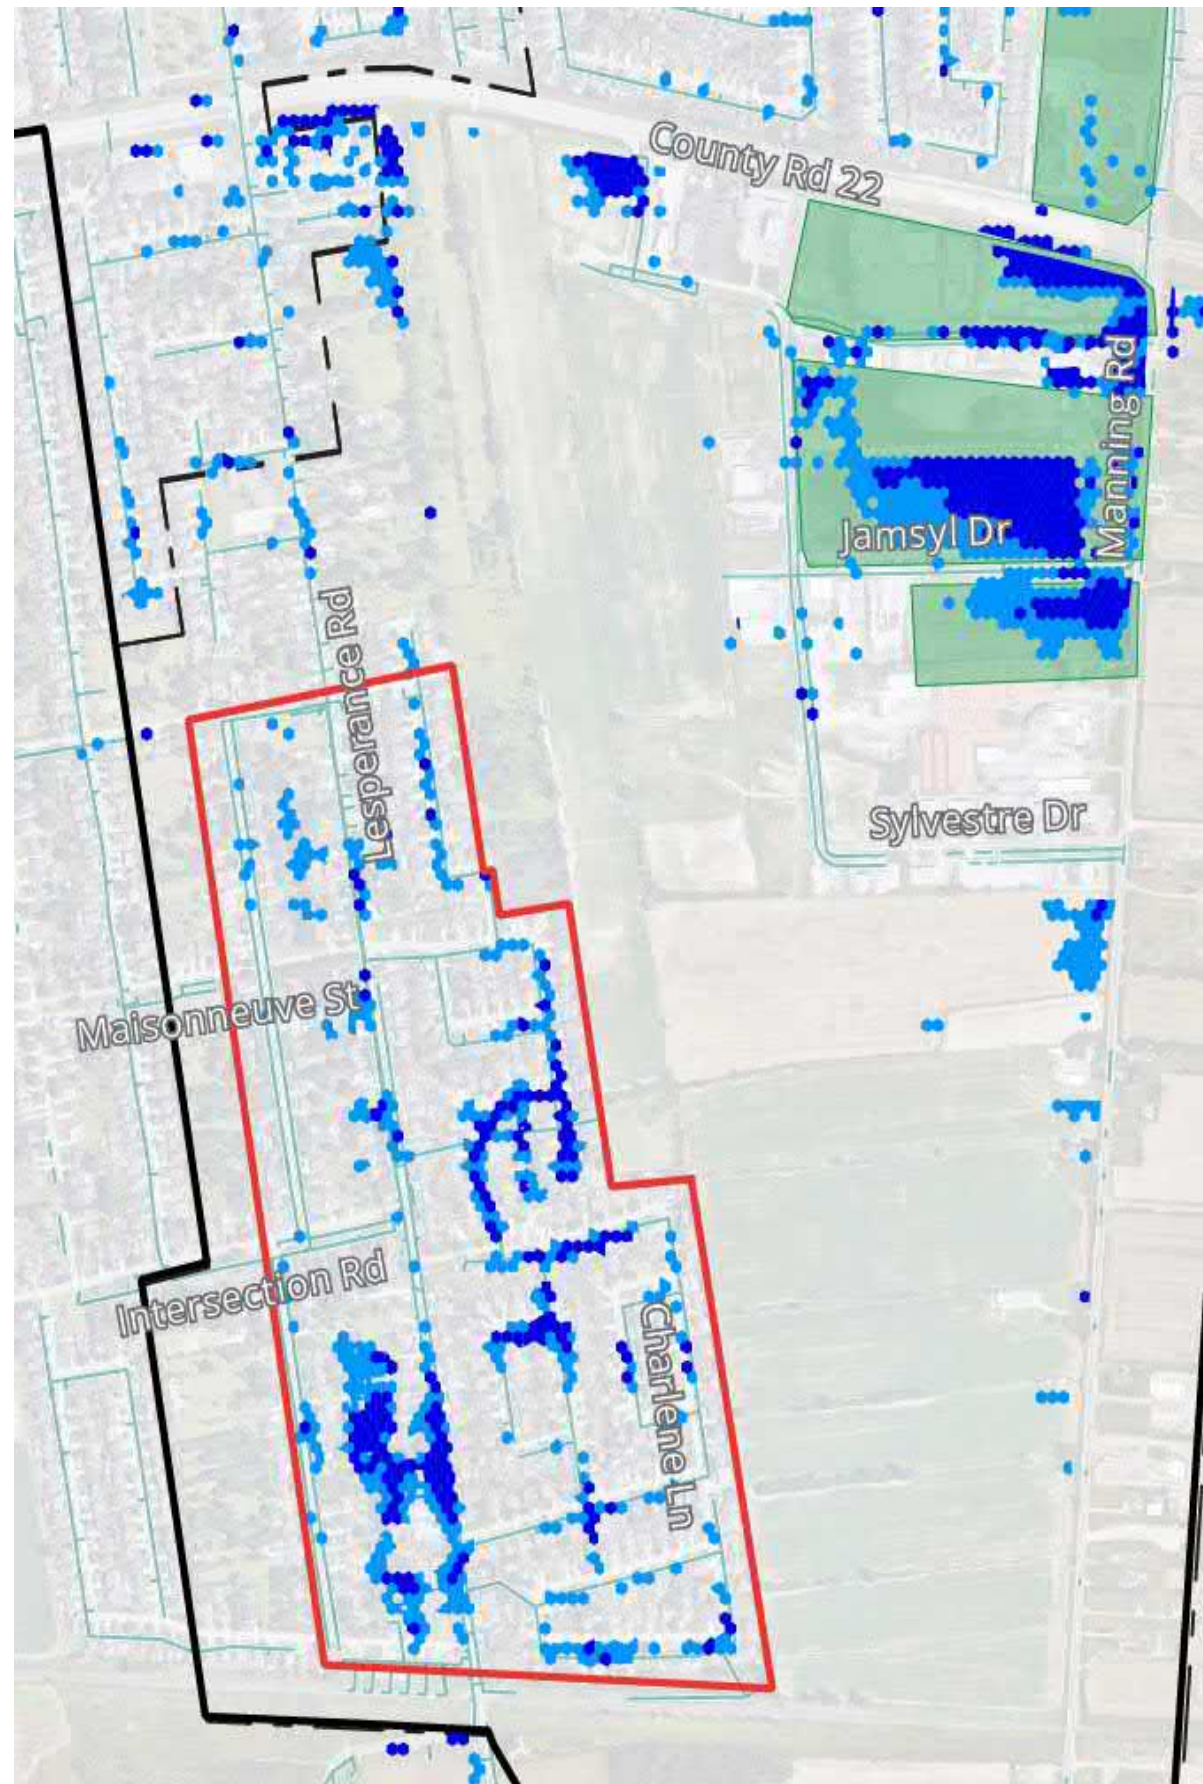 County Rd 22
Manning Rd
Jamsyl Dr
Lesperance Rd
Sylvestre Dr
Maisonneuve St
Intersection Rd
Charlene Ln